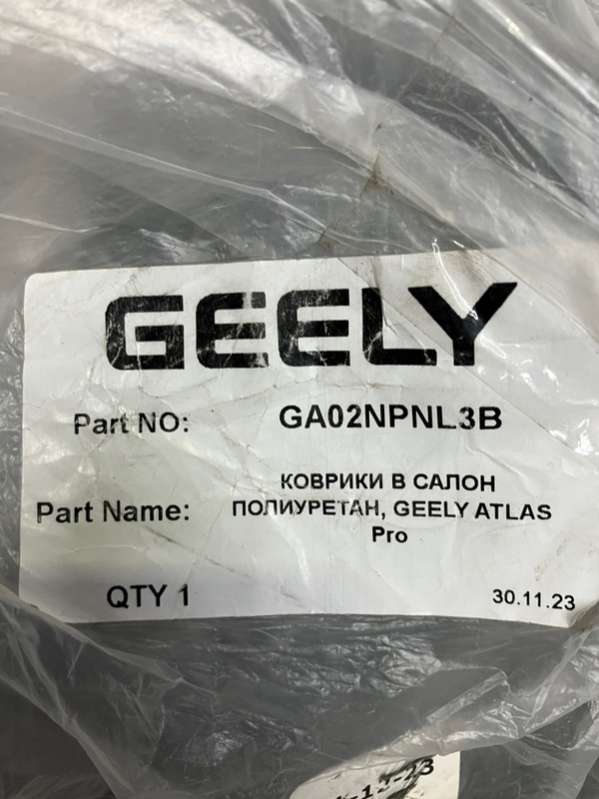 GEELY
Part NO: GA02NPNL3B
КОВРИКИ В САЛОН
Part Name: ПОЛИУРЕТАН, GEELY ATLAS
Pro
QTY 1 30.11.23